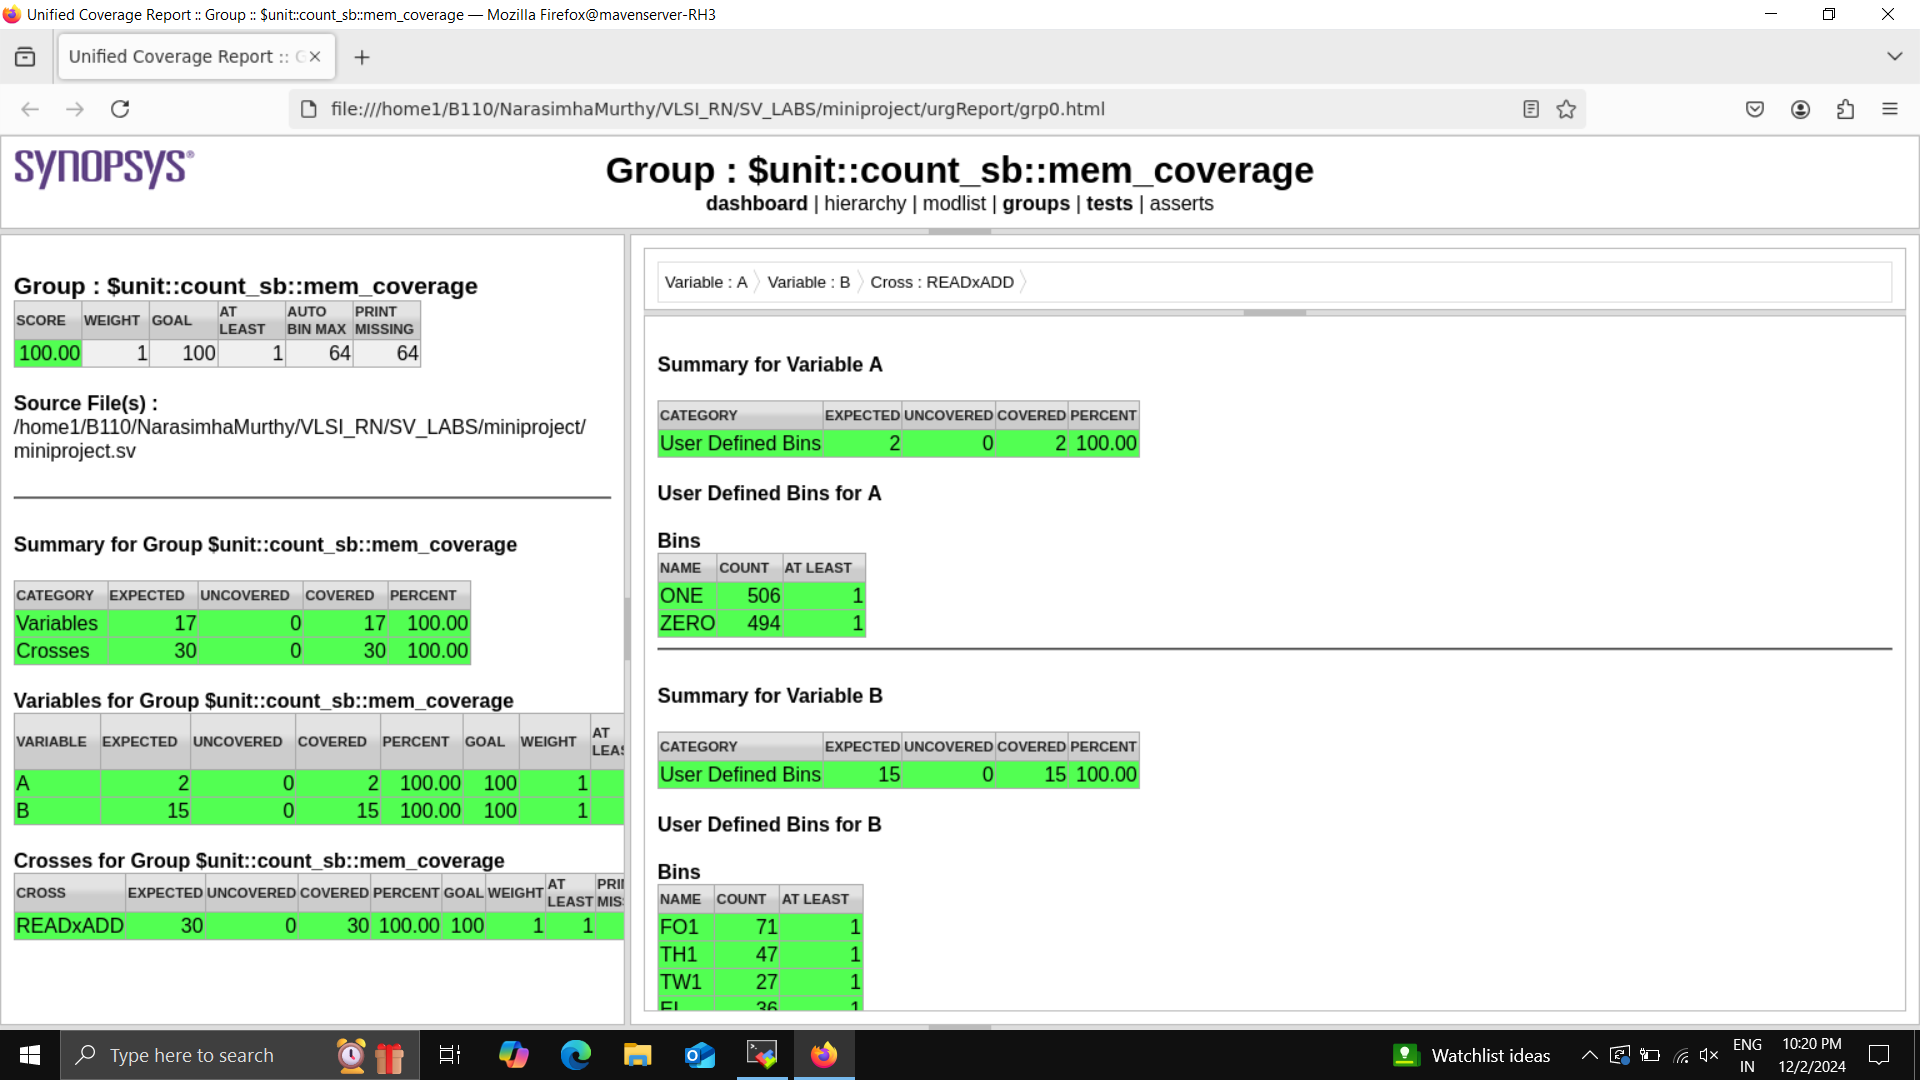 Unified Coverage Report :: Group :: $unit::count_sb::mem_coverage — Mozilla Firefox@mavenserver-RH3
Unified Coverage Report :: G
file:///home1/B110/NarasimhaMurthy/VLSI_RN/SV_LABS/miniproject/urgReport/grp0.html
SYNOPSYS®
Group : $unit::count_sb::mem_coverage
dashboard | hierarchy | modlist | groups | tests | asserts
Group : $unit::count_sb::mem_coverage
SCORE WEIGHT GOAL AT LEAST AUTO BIN MAX PRINT MISSING
100.00 1 100 1 64 64
Source File(s) :
/home1/B110/NarasimhaMurthy/VLSI_RN/SV_LABS/miniproject/
miniproject.sv
Summary for Group $unit::count_sb::mem_coverage
CATEGORY EXPECTED UNCOVERED COVERED PERCENT
Variables 17 0 17 100.00
Crosses 30 0 30 100.00
Variables for Group $unit::count_sb::mem_coverage
VARIABLE EXPECTED UNCOVERED COVERED PERCENT GOAL WEIGHT AT LEAS
A 2 0 2 100.00 100 1
B 15 0 15 100.00 100 1
Crosses for Group $unit::count_sb::mem_coverage
CROSS EXPECTED UNCOVERED COVERED PERCENT GOAL WEIGHT AT LEAST PRI MIS
READxADD 30 0 30 100.00 100 1 1
Variable : A Variable : B Cross : READxADD
Summary for Variable A
CATEGORY EXPECTED UNCOVERED COVERED PERCENT
User Defined Bins 2 0 2 100.00
User Defined Bins for A
Bins
NAME COUNT AT LEAST
ONE 506 1
ZERO 494 1
Summary for Variable B
CATEGORY EXPECTED UNCOVERED COVERED PERCENT
User Defined Bins 15 0 15 100.00
User Defined Bins for B
Bins
NAME COUNT AT LEAST
FO1 71 1
TH1 47 1
TW1 27 1
EL 36 1
Type here to search
Watchlist ideas
ENG
IN
10:20 PM
12/2/2024